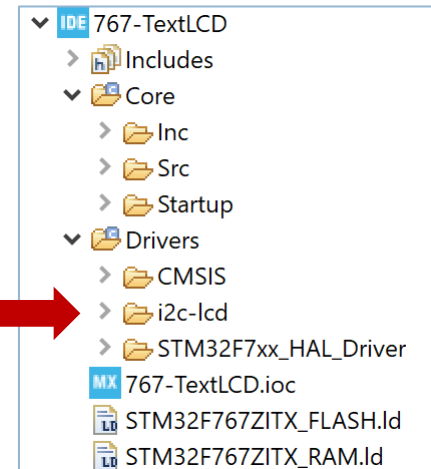 IDE 767-TextLCD
h Includes
C Core
Inc
Src
Startup
C Drivers
CMSIS
i2c-lcd
STM32F7xx_HAL_Driver
MX 767-TextLCD.ioc
LD STM32F767ZITX_FLASH.ld
LD STM32F767ZITX_RAM.ld